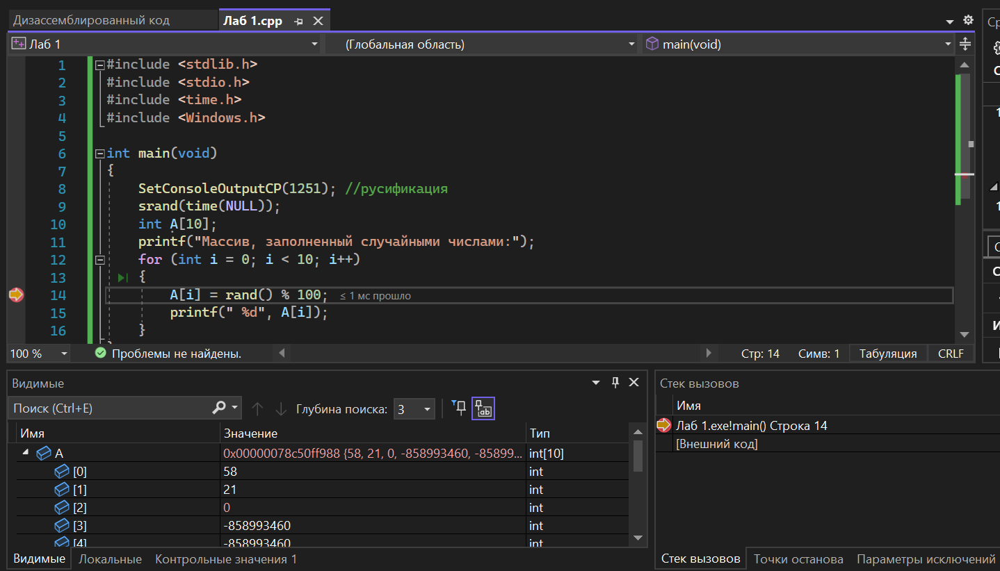 Дизассемблированный код
Лаб 1.cpp
Лаб 1
(Глобальная область)
main(void)
1 #include <stdlib.h>
2 #include <stdio.h>
3 #include <time.h>
4 #include <Windows.h>
5
6 int main(void)
7 {
8 SetConsoleOutputCP(1251); //русификация
9 srand(time(NULL));
10 int A[10];
11 printf("Массив, заполненный случайными числами:");
12 for (int i = 0; i < 10; i++)
13 {
14 A[i] = rand() % 100; ≤ 1 мс прошло
15 printf(" %d", A[i]);
16 }
100 % Проблемы не найдены. Стр: 14 Симв: 1 Табуляция CRLF
Видимые
Поиск (Ctrl+E) Глубина поиска: 3
Имя Значение Тип
A 0x00000078c50ff988 {58, 21, 0, -858993460, -85899... int[10]
[0] 58 int
[1] 21 int
[2] 0 int
[3] -858993460 int
[4] -858993460 int
Видимые Локальные Контрольные значения 1
Стек вызовов
Имя
Лаб 1.exe!main() Строка 14
[Внешний код]
Стек вызовов Точки останова Параметры исключений